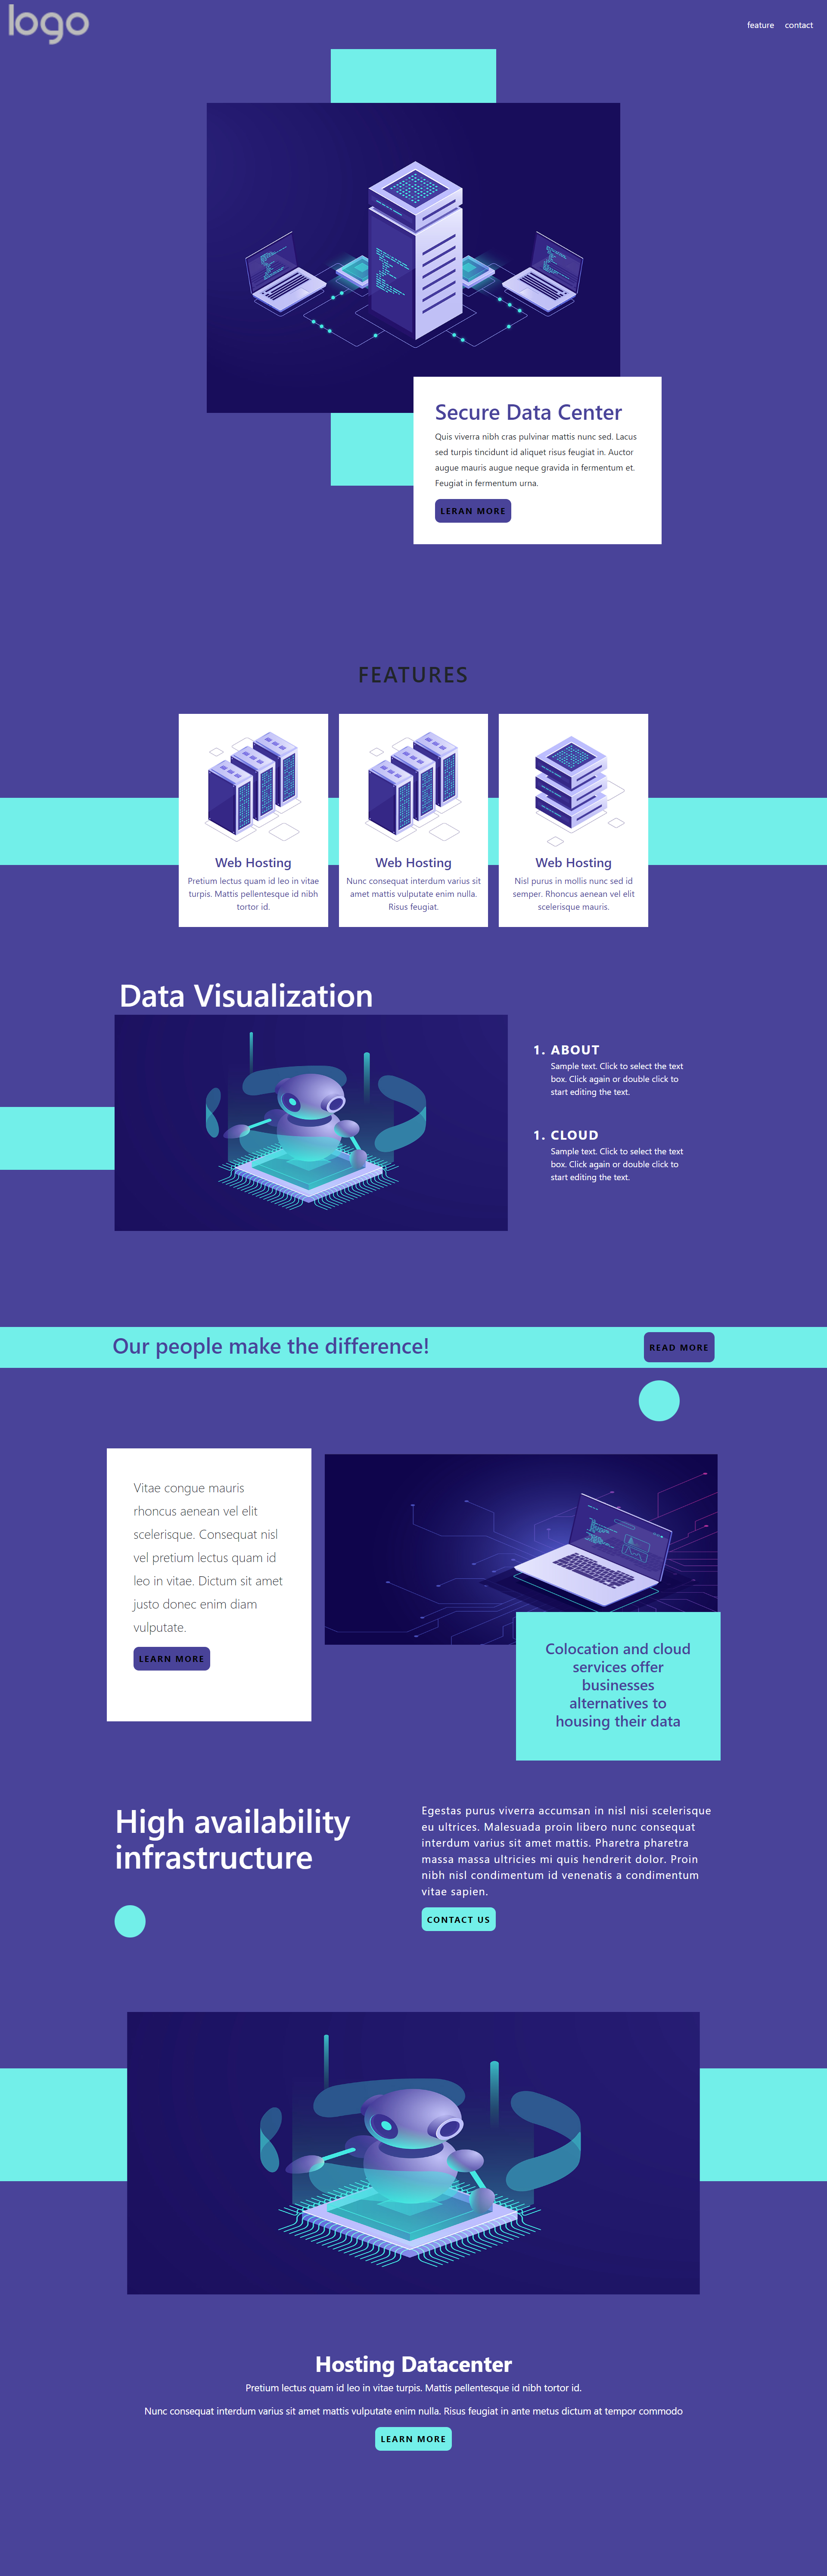 logo
feature contact
Secure Data Center
Quis viverra nibh cras pulvinar mattis nunc sed. Lacus
sed turpis tincidunt id aliquet risus feugiat in. Auctor
augue mauris augue neque gravida in fermentum et.
Feugiat in fermentum urna.
LERAN MORE
FEATURES
Web Hosting
Pretium lectus quam id leo in vitae
turpis. Mattis pellentesque id nibh
tortor id.
Web Hosting
Nunc consequat interdum varius sit
amet mattis vulputate enim nulla.
Risus feugiat.
Web Hosting
Nisl purus in mollis nunc sed id
semper. Rhoncus aenean vel elit
scelerisque mauris.
Data Visualization
1. ABOUT
Sample text. Click to select the text
box. Click again or double click to
start editing the text.
1. CLOUD
Sample text. Click to select the text
box. Click again or double click to
start editing the text.
Our people make the difference!
READ MORE
Vitae congue mauris
rhoncus aenean vel elit
scelerisque. Consequat nisl
vel pretium lectus quam id
leo in vitae. Dictum sit amet
justo donec enim diam
vulputate.
LEARN MORE
Colocation and cloud
services offer
businesses
alternatives to
housing their data
High availability
infrastructure
Egestas purus viverra accumsan in nisl nisi scelerisque
eu ultrices. Malesuada proin libero nunc consequat
interdum varius sit amet mattis. Pharetra pharetra
massa massa ultricies mi quis hendrerit dolor. Proin
nibh nisl condimentum id venenatis a condimentum
vitae sapien.
CONTACT US
Hosting Datacenter
Pretium lectus quam id leo in vitae turpis. Mattis pellentesque id nibh tortor id.
Nunc consequat interdum varius sit amet mattis vulputate enim nulla. Risus feugiat in ante metus dictum at tempor commodo
LEARN MORE